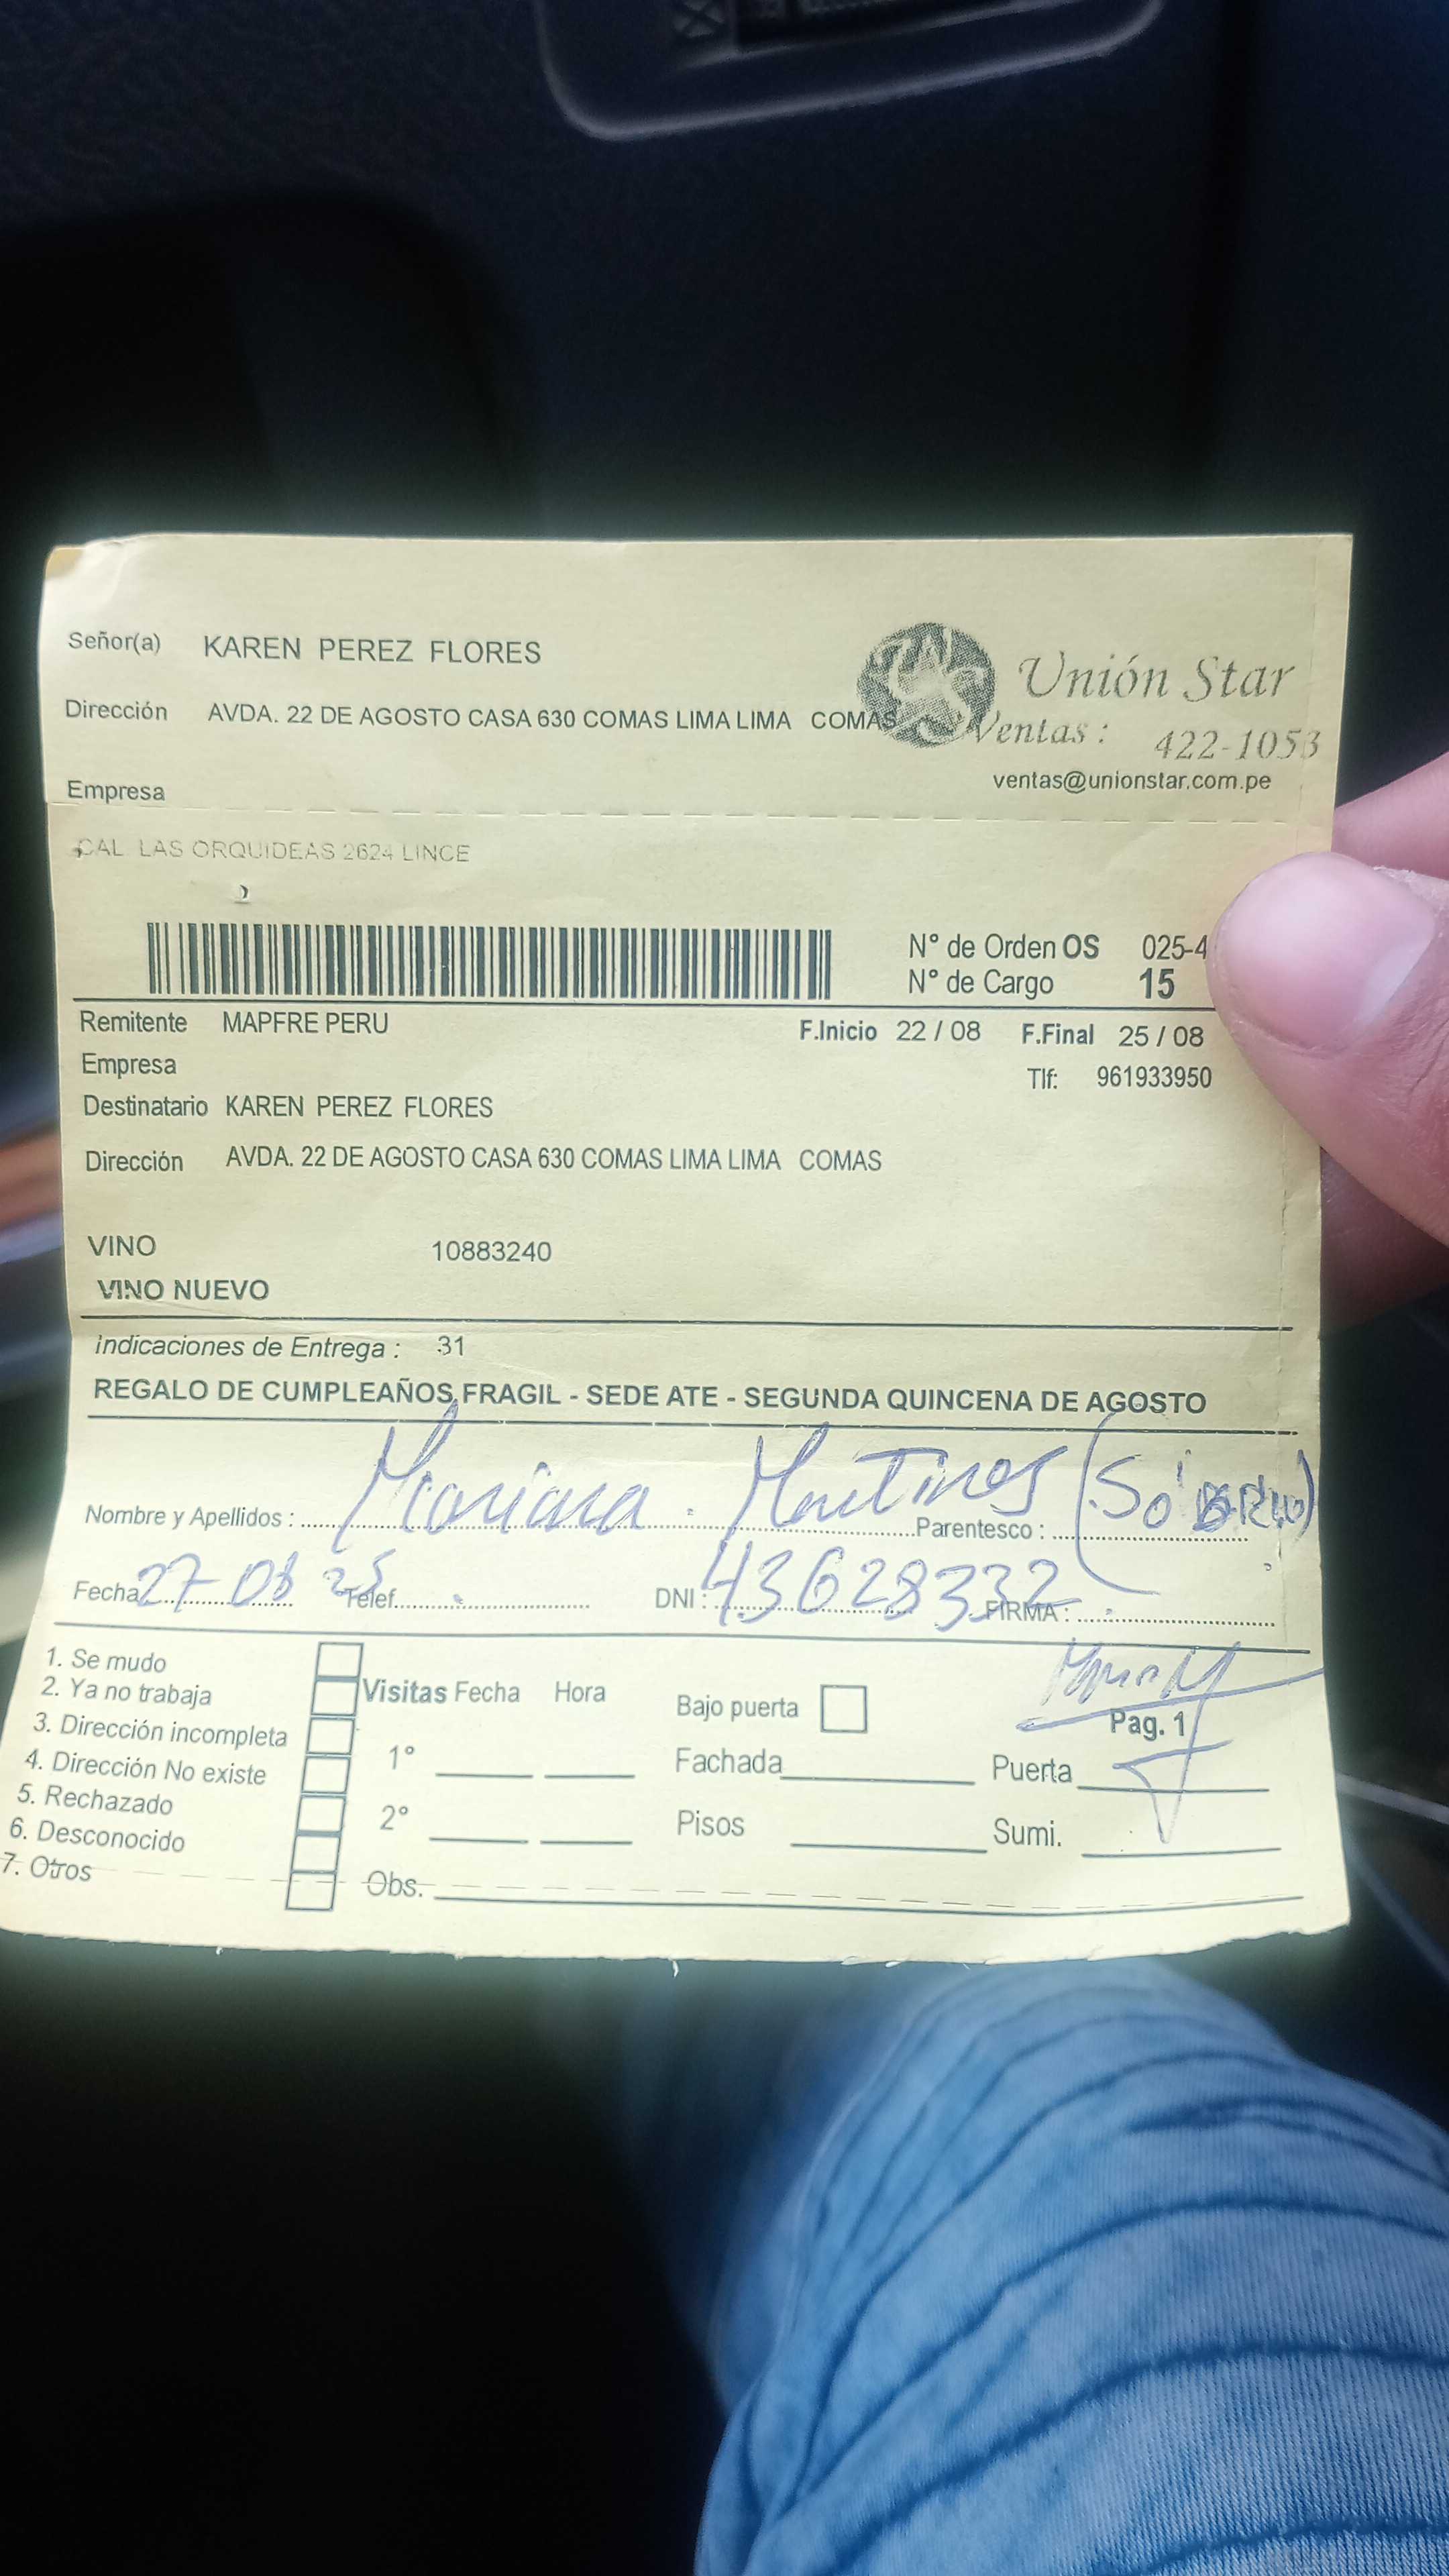 Señor(a) KAREN PEREZ FLORES
Unión Star
Dirección AVDA. 22 DE AGOSTO CASA 630 COMAS LIMA LIMA COMAS
Ventas : 422-1053
ventas@unionstar.com.pe
Empresa
CAL. LAS ORQUIDEAS 2624 LINCE
N° de Orden OS 025-4
N° de Cargo 15
Remitente MAPFRE PERU F.Inicio 22 / 08 F.Final 25 / 08
Empresa Tlf: 961933950
Destinatario KAREN PEREZ FLORES
Dirección AVDA. 22 DE AGOSTO CASA 630 COMAS LIMA LIMA COMAS
VINO 10883240
VINO NUEVO
Indicaciones de Entrega : 31
REGALO DE CUMPLEAÑOS FRAGIL - SEDE ATE - SEGUNDA QUINCENA DE AGOSTO
Nombre y Apellidos : Mariana Martines Parentesco :
Fecha 27 08 25 Telef. DNI : 43628332 FIRMA :
1. Se mudo
2. Ya no trabaja Visitas Fecha Hora Bajo puerta
3. Dirección incompleta Pag. 1
4. Dirección No existe 1° Fachada Puerta
5. Rechazado
6. Desconocido 2° Pisos Sumi.
7. Otros Obs.